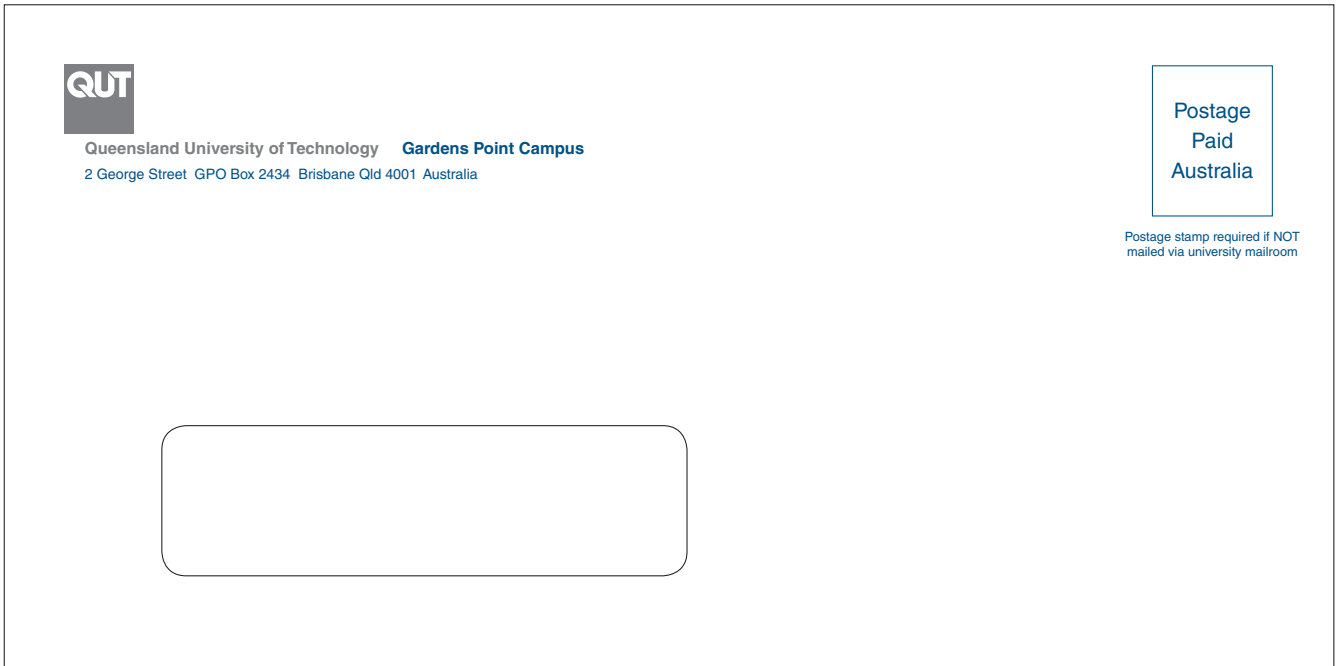 QUT
Queensland University of Technology Gardens Point Campus
2 George Street GPO Box 2434 Brisbane Qld 4001 Australia
Postage
Paid
Australia
Postage stamp required if NOT
mailed via university mailroom